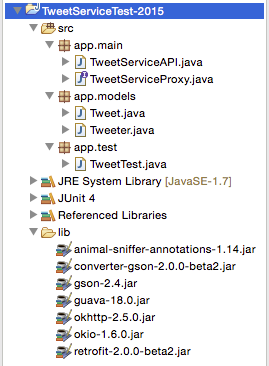 TweetServiceTest-2015
src
app.main
TweetServiceAPI.java
TweetServiceProxy.java
app.models
Tweet.java
Tweeter.java
app.test
TweetTest.java
JRE System Library [JavaSE-1.7]
JUnit 4
Referenced Libraries
lib
animal-sniffer-annotations-1.14.jar
converter-gson-2.0.0-beta2.jar
gson-2.4.jar
guava-18.0.jar
okhttp-2.5.0.jar
okio-1.6.0.jar
retrofit-2.0.0-beta2.jar